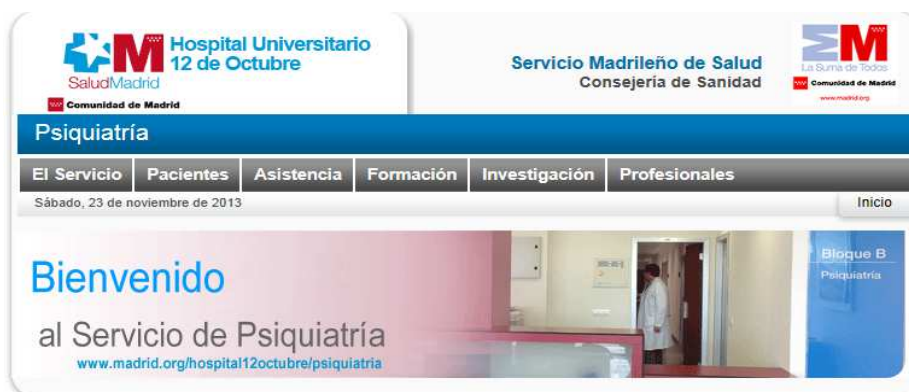 Hospital Universitario
12 de Octubre
SaludMadrid
Comunidad de Madrid
Servicio Madrileño de Salud
Consejería de Sanidad
EM
La Suma de Todos
Comunidad de Madrid
www.madrid.org
Psiquiatría
El Servicio Pacientes Asistencia Formación Investigación Profesionales
Sábado, 23 de noviembre de 2013 Inicio
Bienvenido
al Servicio de Psiquiatría
www.madrid.org/hospital12octubre/psiquiatria
Bloque B
Psiquiatría